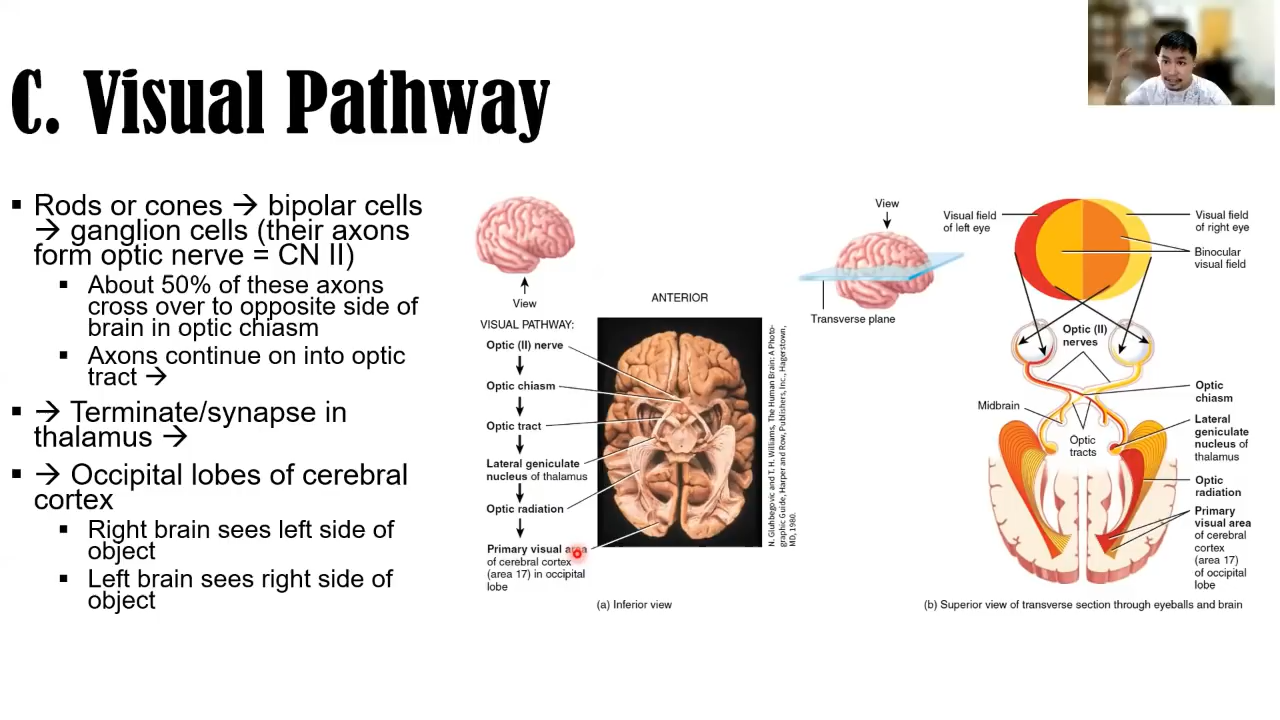 C. Visual Pathway
▪ Rods or cones → bipolar cells
→ ganglion cells (their axons
form optic nerve = CN II)
▪ About 50% of these axons
cross over to opposite side of
brain in optic chiasm
▪ Axons continue on into optic
tract →
▪ → Terminate/synapse in
thalamus →
▪ → Occipital lobes of cerebral
cortex
▪ Right brain sees left side of
object
▪ Left brain sees right side of
object
View
VISUAL PATHWAY:
Optic (II) nerve
Optic chiasm
Optic tract
Lateral geniculate
nucleus of thalamus
Optic radiation
Primary visual area
of cerebral cortex
(area 17) in occipital
lobe
ANTERIOR
(a) Inferior view
N. Gluhbegovic and T. H. Williams, The Human Brain: A Photo-
graphic Guide, Harper and Row, Publishers, Inc., Hagerstown,
MD, 1980.
View
Transverse plane
Visual field
of left eye
Visual field
of right eye
Binocular
visual field
Optic (II)
nerves
Optic
chiasm
Midbrain
Lateral
geniculate
nucleus of
thalamus
Optic
tracts
Optic
radiation
Primary
visual area
of cerebral
cortex
(area 17)
of occipital
lobe
(b) Superior view of transverse section through eyeballs and brain